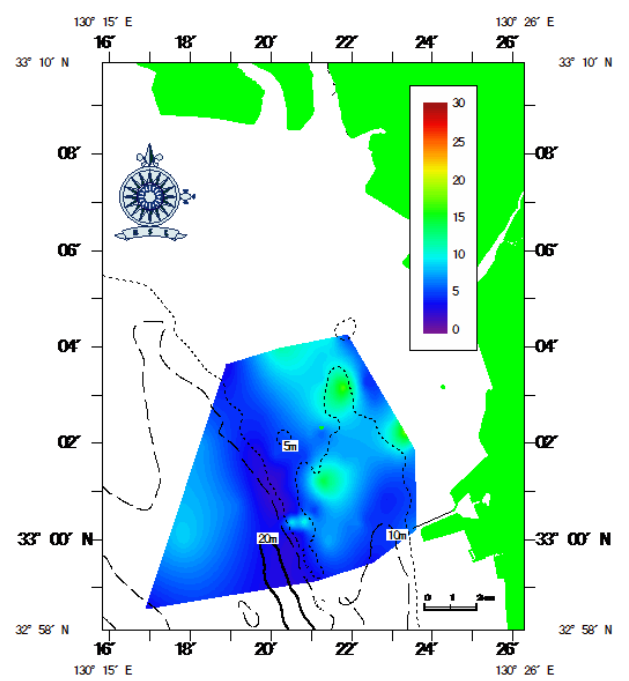 130° 15′ E 130° 26′ E
16′ 20′ 22′ 24′ 26′
33° 10′ N 33° 10′ N
30
25
20
15
10
5
0
08′ 08′
06′ 06′
04′ 04′
02′ 02′
5m
20m
10m
33° 00′ N 33° 00′ N
0 1 2km
32° 58′ N 32° 58′ N
16′ 18′ 20′ 22′ 24′ 26′
130° 15′ E 130° 26′ E